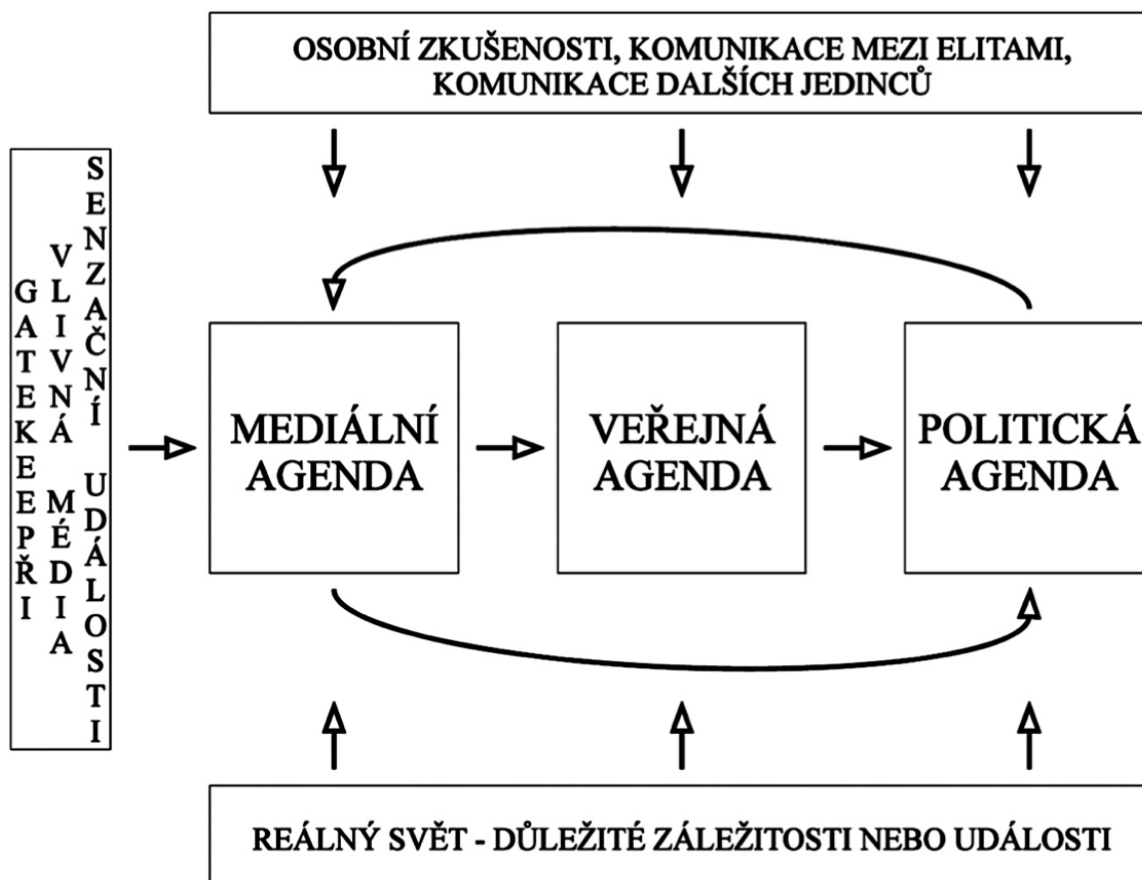 OSOBNÍ ZKUŠENOSTI, KOMUNIKACE MEZI ELITAMI,
KOMUNIKACE DALŠÍCH JEDINCŮ
GATEKEEPŘI
VLIVNÁ MÉDIA
SENZAČNÍ UDÁLOSTI
MEDIÁLNÍ
AGENDA
VEŘEJNÁ
AGENDA
POLITICKÁ
AGENDA
REÁLNÝ SVĚT - DŮLEŽITÉ ZÁLEŽITOSTI NEBO UDÁLOSTI